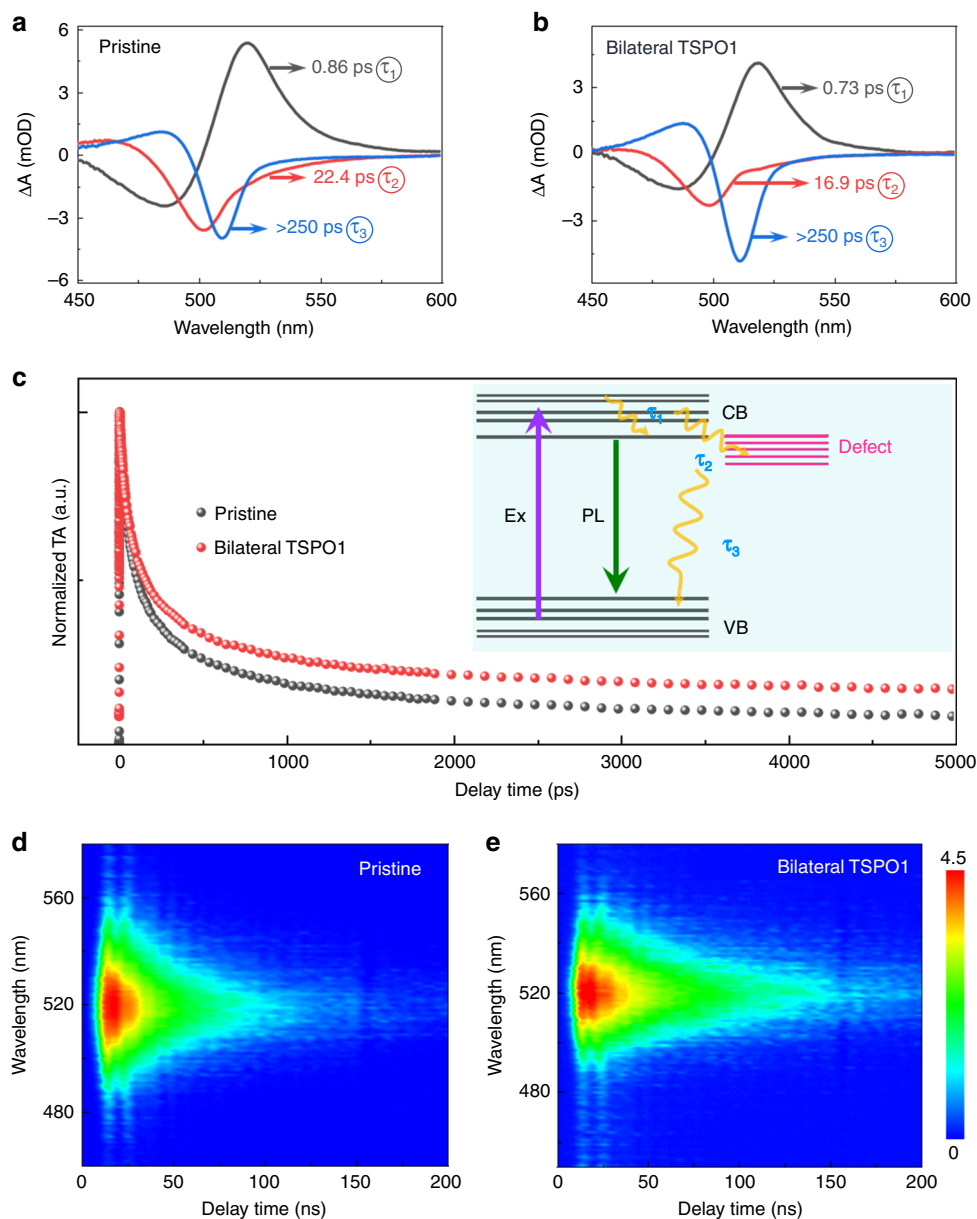 a
Pristine
6
3
0
−3
−6
ΔA (mOD)
0.86 ps τ1
22.4 ps τ2
>250 ps τ3
450 500 550 600
Wavelength (nm)
b
Bilateral TSPO1
3
0
−3
ΔA (mOD)
0.73 ps τ1
16.9 ps τ2
>250 ps τ3
450 500 550 600
Wavelength (nm)
c
Normalized TA (a.u.)
Pristine
Bilateral TSPO1
τ1
CB
Defect
τ2
Ex
PL
τ3
VB
0 1000 2000 3000 4000 5000
Delay time (ps)
d
Pristine
560
520
480
Wavelength (nm)
0 50 100 150 200
Delay time (ns)
e
Bilateral TSPO1
560
520
480
Wavelength (nm)
0 50 100 150 200
Delay time (ns)
4.5
0